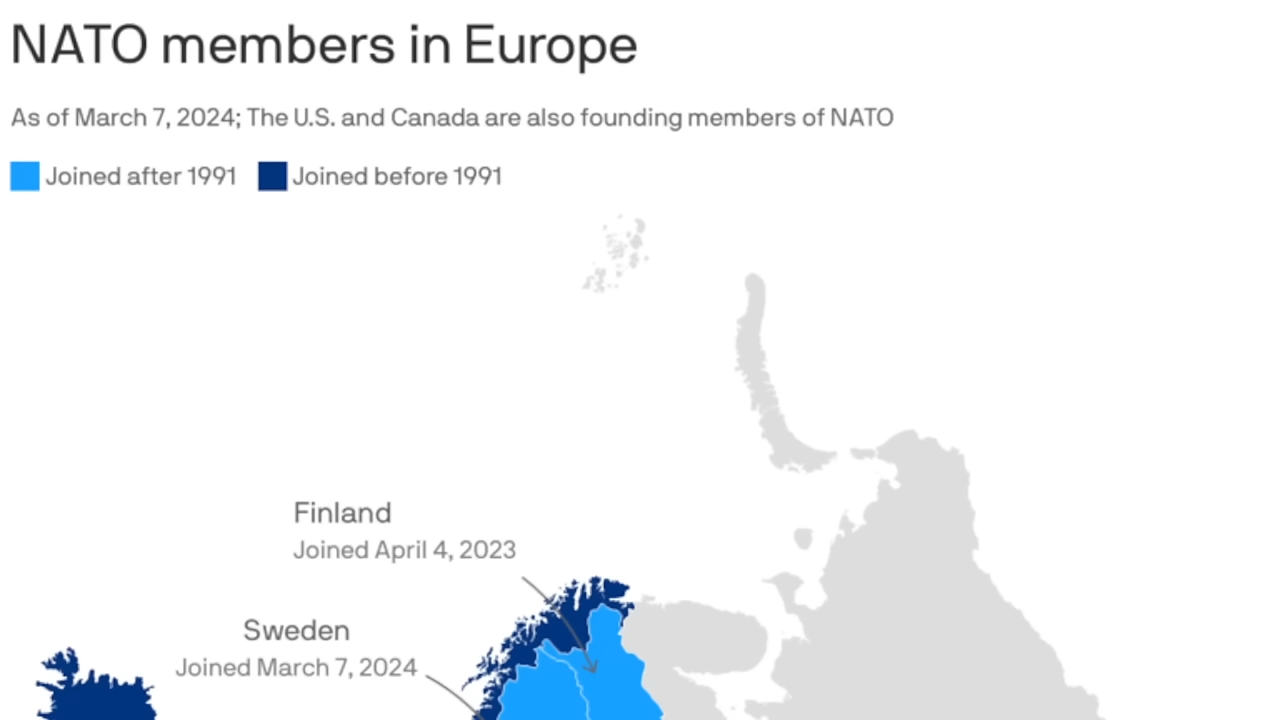 NATO members in Europe
As of March 7, 2024; The U.S. and Canada are also founding members of NATO
Joined after 1991 Joined before 1991
Finland
Joined April 4, 2023
Sweden
Joined March 7, 2024